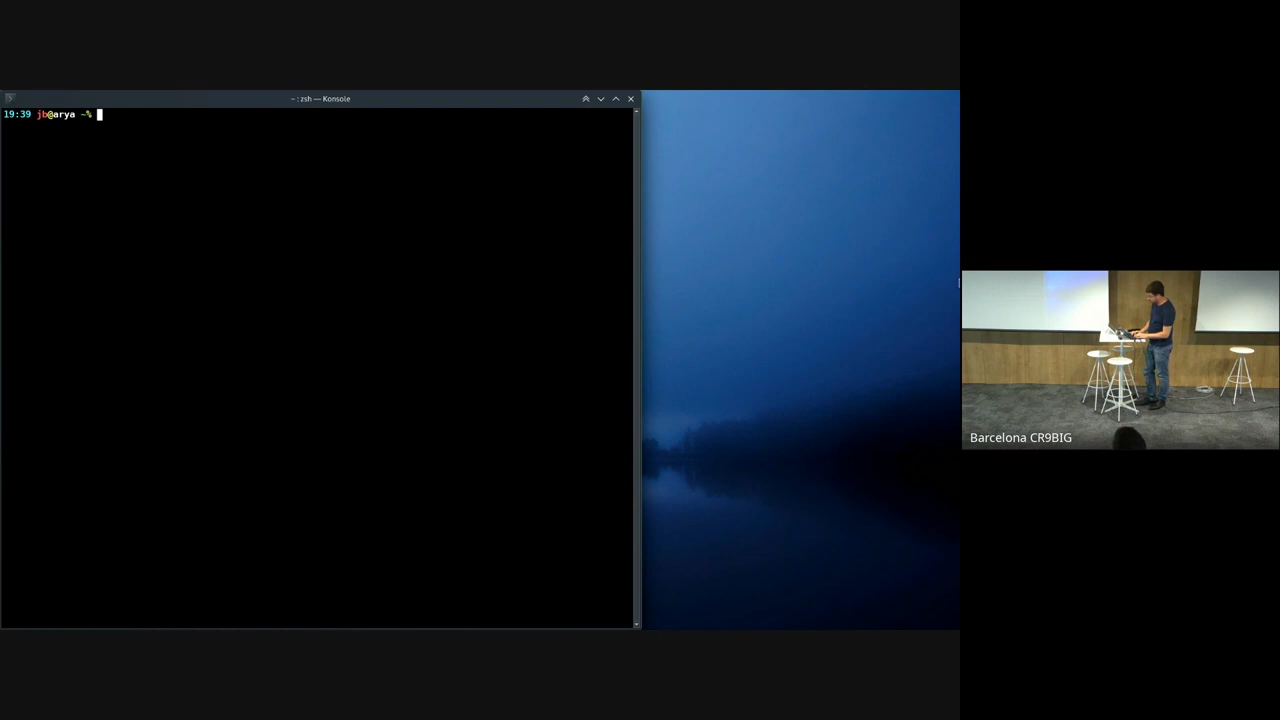 ~ : zsh — Konsole
19:39 jb@arya ~%
Barcelona CR9BIG